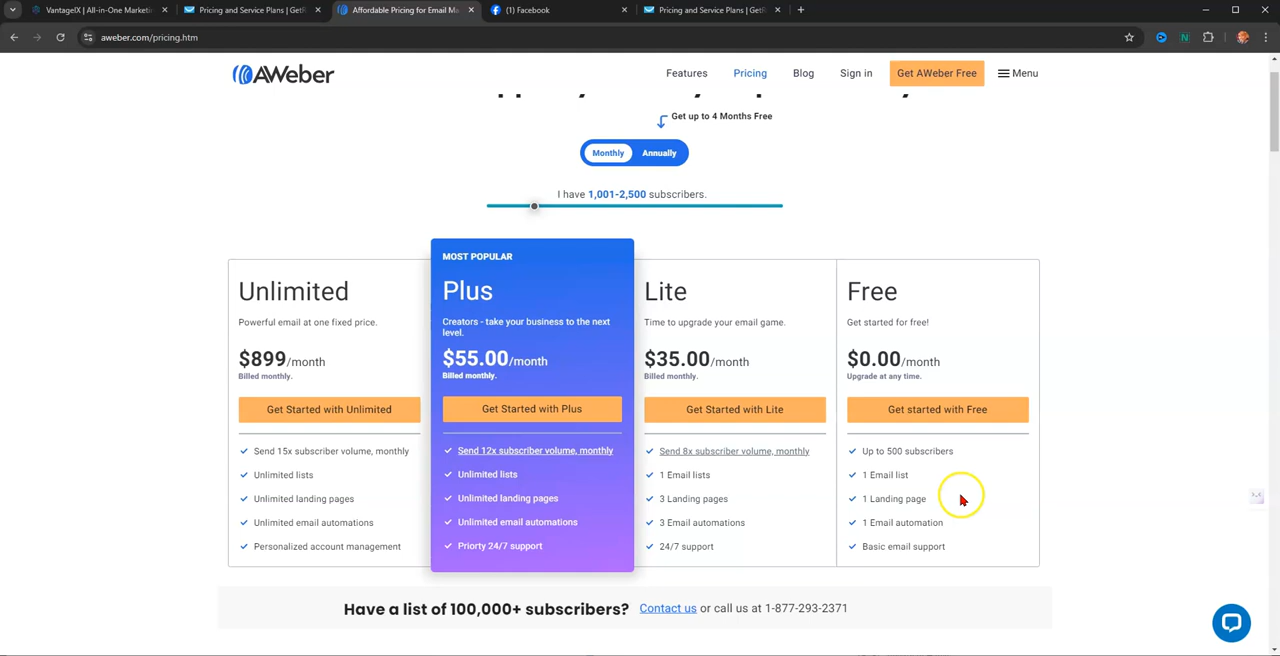 VantageIX | All-in-One Marketi
Pricing and Service Plans | GetR
Affordable Pricing for Email Ma
(1) Facebook
Pricing and Service Plans | GetR
aweber.com/pricing.htm
AWeber
Features
Pricing
Blog
Sign in
Get AWeber Free
Menu
Get up to 4 Months Free
Monthly
Annually
I have 1,001-2,500 subscribers.
Unlimited
Powerful email at one fixed price.
$899/month
Billed monthly.
Get Started with Unlimited
Send 15x subscriber volume, monthly
Unlimited lists
Unlimited landing pages
Unlimited email automations
Personalized account management
MOST POPULAR
Plus
Creators - take your business to the next
level.
$55.00/month
Billed monthly.
Get Started with Plus
Send 12x subscriber volume, monthly
Unlimited lists
Unlimited landing pages
Unlimited email automations
Priorty 24/7 support
Lite
Time to upgrade your email game.
$35.00/month
Billed monthly.
Get Started with Lite
Send 8x subscriber volume, monthly
1 Email lists
3 Landing pages
3 Email automations
24/7 support
Free
Get started for free!
$0.00/month
Upgrade at any time.
Get started with Free
Up to 500 subscribers
1 Email list
1 Landing page
1 Email automation
Basic email support
Have a list of 100,000+ subscribers? Contact us or call us at 1-877-293-2371